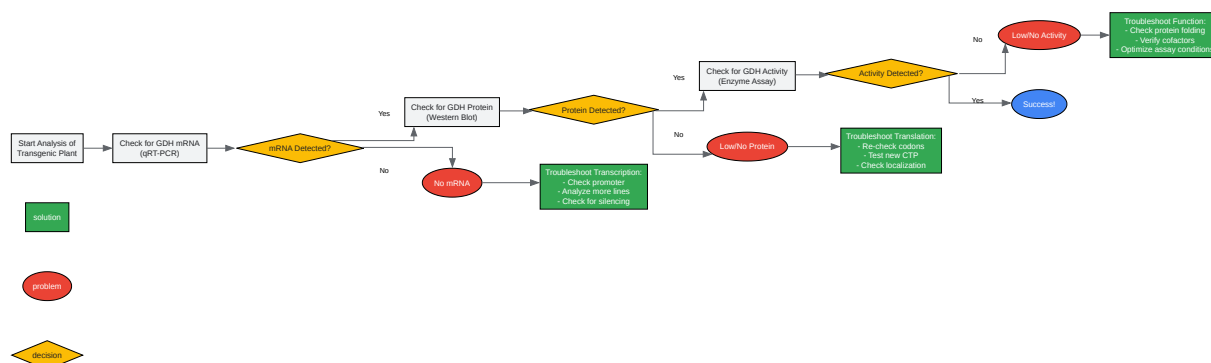 Start Analysis of
Transgenic Plant
Check for GDH mRNA
(qRT-PCR)
mRNA Detected?
Yes
No
Check for GDH Protein
(Western Blot)
No mRNA
Troubleshoot Transcription:
- Check promoter
- Analyze more lines
- Check for silencing
Protein Detected?
Yes
No
Check for GDH Activity
(Enzyme Assay)
Low/No Protein
Troubleshoot Translation:
- Re-check codons
- Test new CTP
- Check localization
Activity Detected?
No
Yes
Low/No Activity
Success!
Troubleshoot Function:
- Check protein folding
- Verify cofactors
- Optimize assay conditions
solution
problem
decision